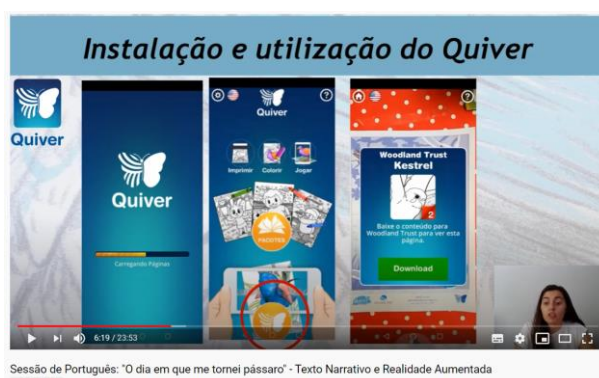 Instalação e utilização do Quiver
Quiver
Quiver
Carregando Páginas
Quiver
Imprimir Colorir Jogar
PACOTES
Woodland Trust
Kestrel
2
Baixe o conteúdo para
Woodland Trust para ver esta
página.
Download
6:19 / 23:53
Sessão de Português: "O dia em que me tornei pássaro" - Texto Narrativo e Realidade Aumentada